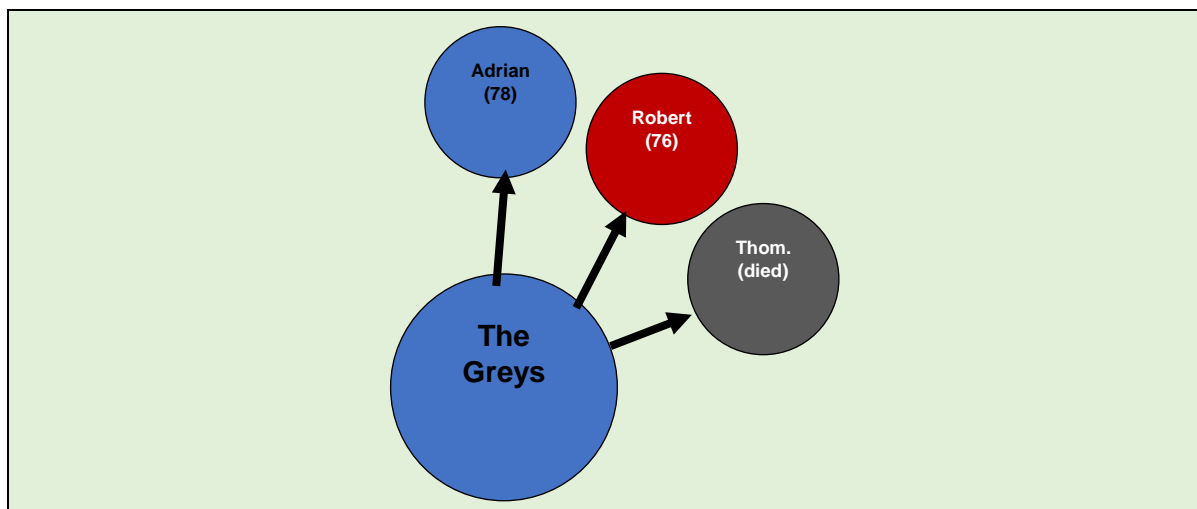 Adrian
(78)
Robert
(76)
Thom.
(died)
The
Greys